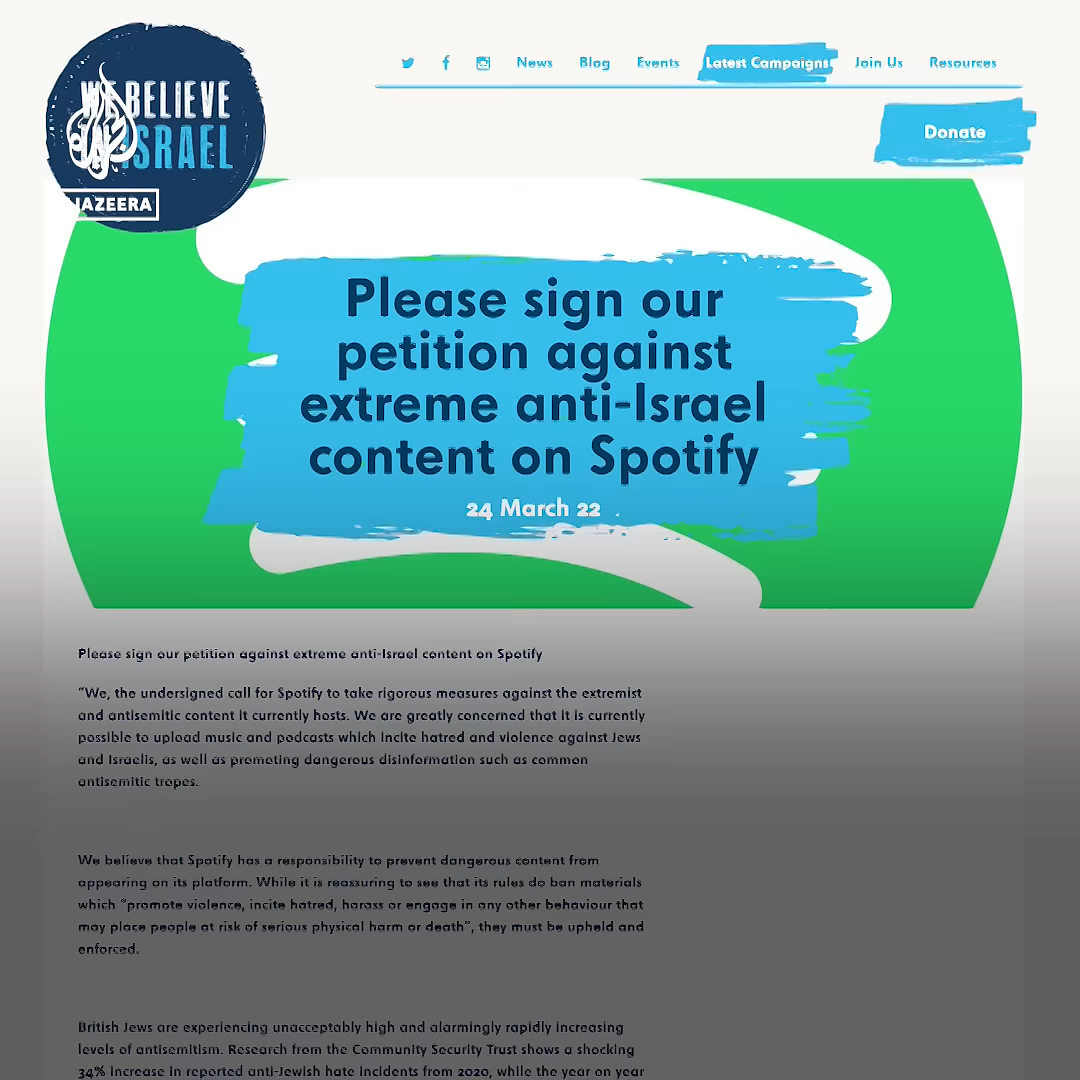 WE BELIEVE
IN ISRAEL
JAZEERA
News Blog Events Latest Campaigns Join Us Resources
Donate
Please sign our
petition against
extreme anti-Israel
content on Spotify
24 March 22
Please sign our petition against extreme anti-Israel content on Spotify
“We, the undersigned call for Spotify to take rigorous measures against the extremist
and antisemitic content it currently hosts. We are greatly concerned that it is currently
possible to upload music and podcasts which incite hatred and violence against Jews
and Israelis, as well as promoting dangerous disinformation such as common
antisemitic tropes.
We believe that Spotify has a responsibility to prevent dangerous content from
appearing on its platform. While it is reassuring to see that its rules do ban materials
which “promote violence, incite hatred, harass or engage in any other behaviour that
may place people at risk of serious physical harm or death”, they must be upheld and
enforced.
British Jews are experiencing unacceptably high and alarmingly rapidly increasing
levels of antisemitism. Research from the Community Security Trust shows a shocking
34% increase in reported anti-Jewish hate incidents from 2020, while the year on year